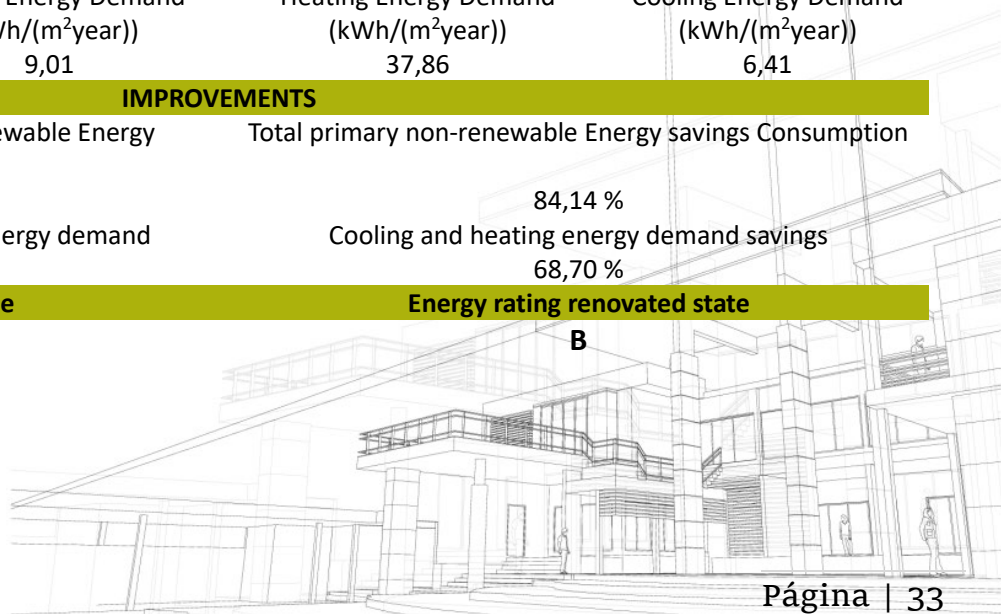 Energy Demand Heating Energy Demand Cooling Energy Demand
(m²year)) (kWh/(m²year)) (kWh/(m²year))
9,01 37,86 6,41
IMPROVEMENTS
Energy Total primary non-renewable Energy savings Consumption
84,14 %
demand Cooling and heating energy demand savings
68,70 %
Energy rating renovated state
B
Página | 33